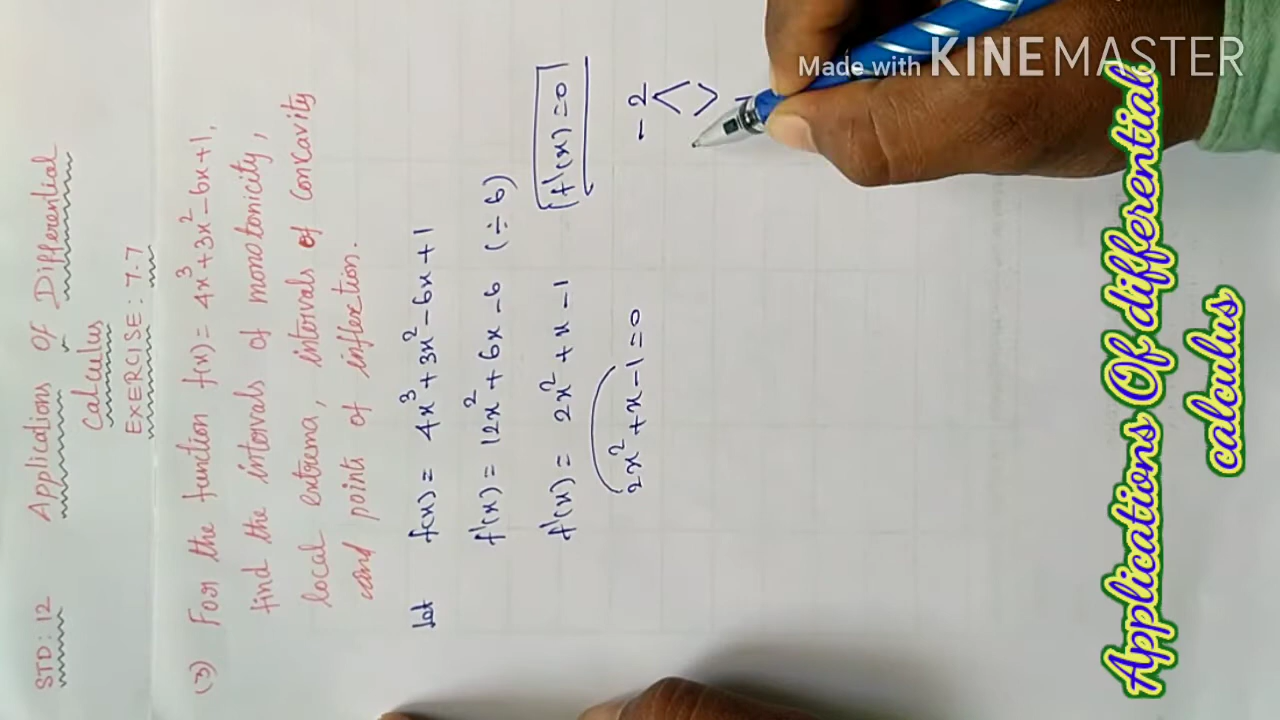 STD: 12 Applications Of Differential
Calculus
EXERCISE: 7.7
(3) For the function f(x) = 4x³ + 3x² - 6x + 1,
find the intervals of monotonicity,
local extrema, intervals of concavity
and points of inflection.
Let f(x) = 4x³ + 3x² - 6x + 1
f'(x) = 12x² + 6x - 6 (÷ 6)
f'(x) = 2x² + x - 1 [f'(x) = 0]
2x² + x - 1 = 0 - 2
Made with KINEMASTER
Applications Of differential
calculus